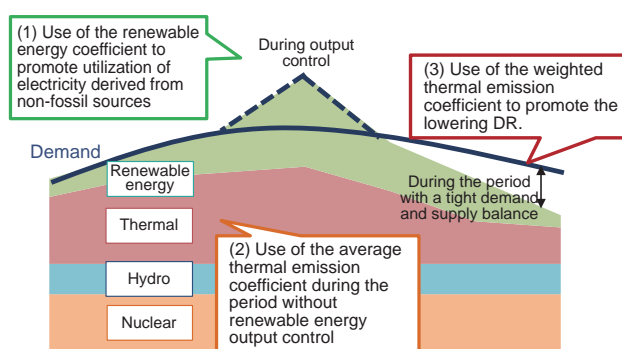 (1) Use of the renewable
energy coefficient to
promote utilization of
electricity derived from
non-fossil sources
During output
control
(3) Use of the weighted
thermal emission
coefficient to promote the
lowering DR.
Demand
Renewable
energy
During the period
with a tight demand
and supply balance
Thermal
(2) Use of the average
thermal emission
coefficient during the
period without
renewable energy
output control
Hydro
Nuclear